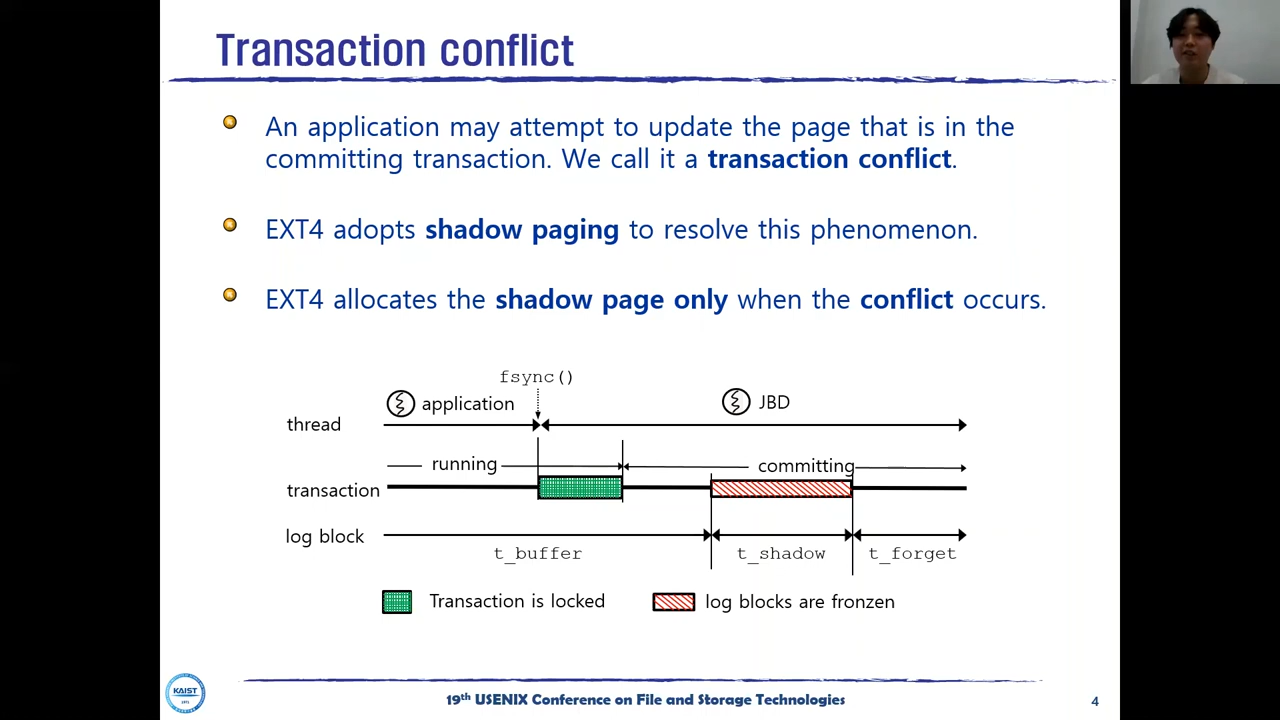 Transaction conflict
An application may attempt to update the page that is in the
committing transaction. We call it a transaction conflict.
EXT4 adopts shadow paging to resolve this phenomenon.
EXT4 allocates the shadow page only when the conflict occurs.
fsync()
application
JBD
thread
running
committing
transaction
log block
t_buffer
t_shadow
t_forget
Transaction is locked
log blocks are fronzen
KAIST
19th USENIX Conference on File and Storage Technologies
4